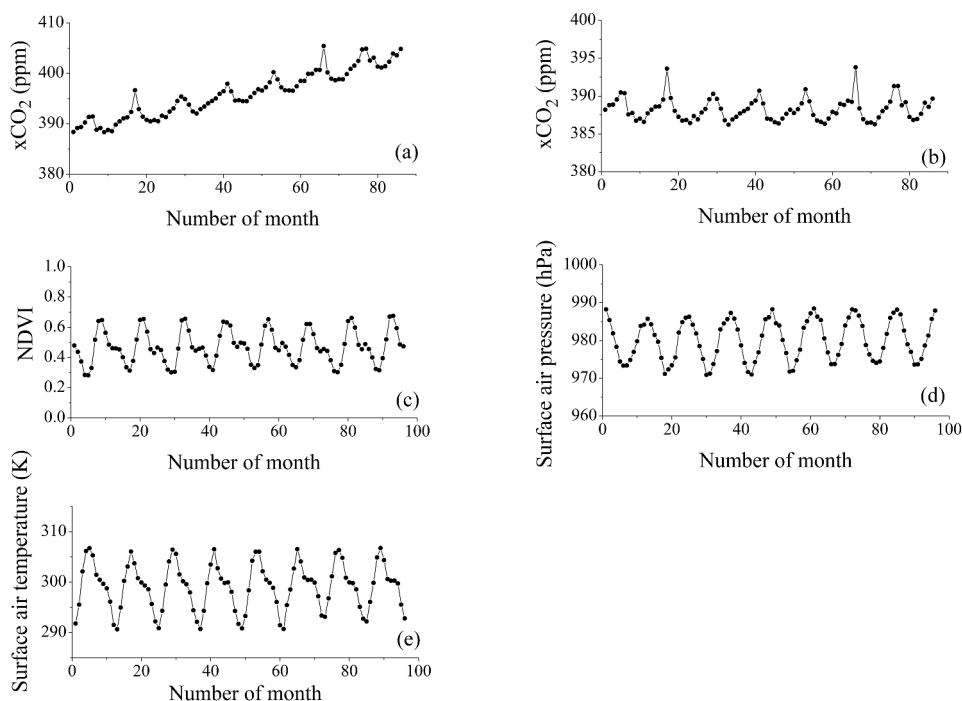 410
400
390
380
xCO2 (ppm)
(a)
0 20 40 60 80
Number of month
400
395
390
385
380
xCO2 (ppm)
(b)
0 20 40 60 80
Number of month
1.0
0.8
0.6
0.4
0.2
0.0
NDVI
(c)
0 20 40 60 80 100
Number of month
1000
990
980
970
960
Surface air pressure (hPa)
(d)
0 20 40 60 80 100
Number of month
310
300
290
Surface air temperature (K)
(e)
0 20 40 60 80 100
Number of month